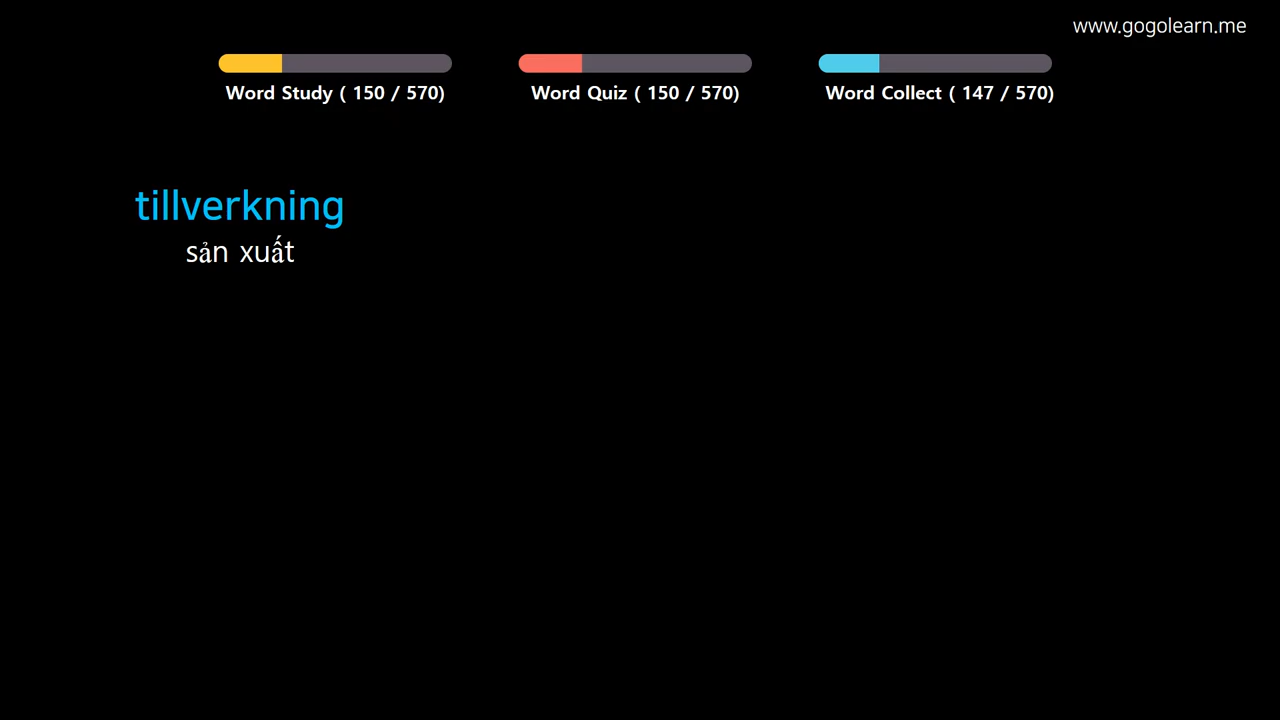 www.gogolearn.me
Word Study ( 150 / 570)
Word Quiz ( 150 / 570)
Word Collect ( 147 / 570)
tillverkning
sản xuất